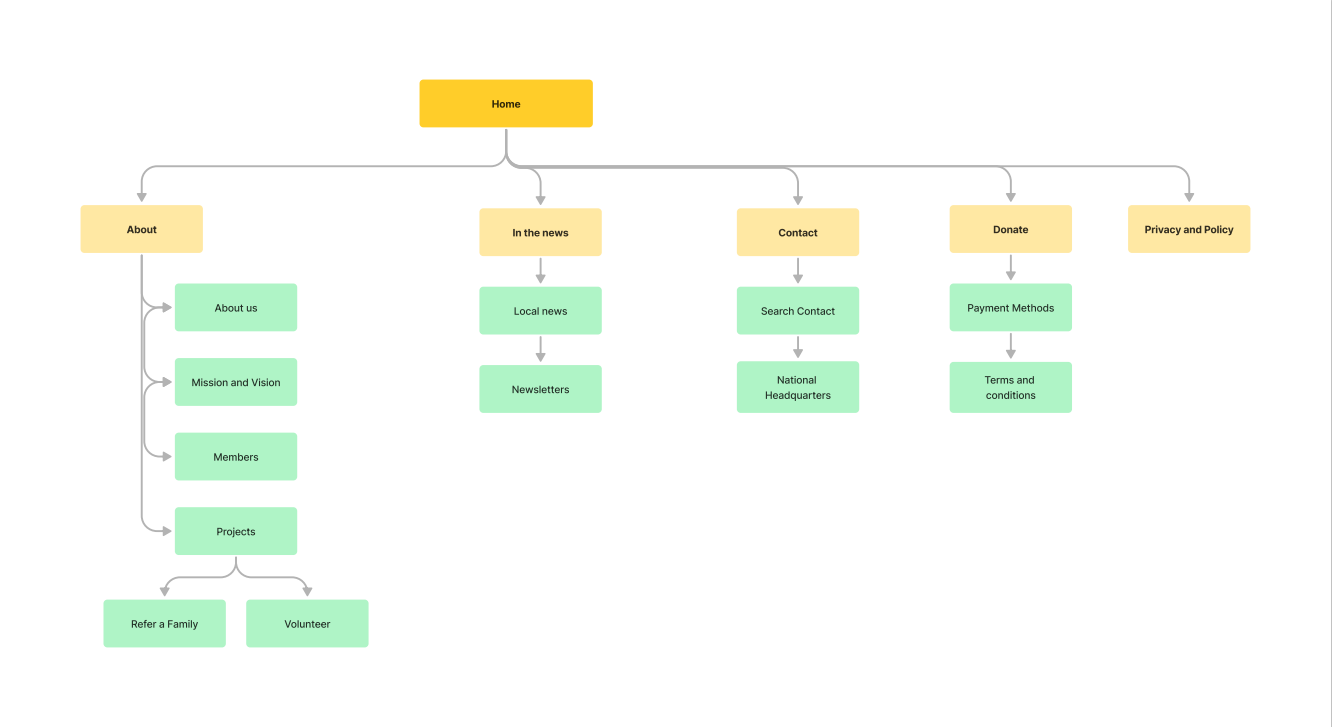 Home
About
In the news
Contact
Donate
Privacy and Policy
About us
Local news
Search Contact
Payment Methods
Mission and Vision
Newsletters
National
Headquarters
Terms and
conditions
Members
Projects
Refer a Family
Volunteer